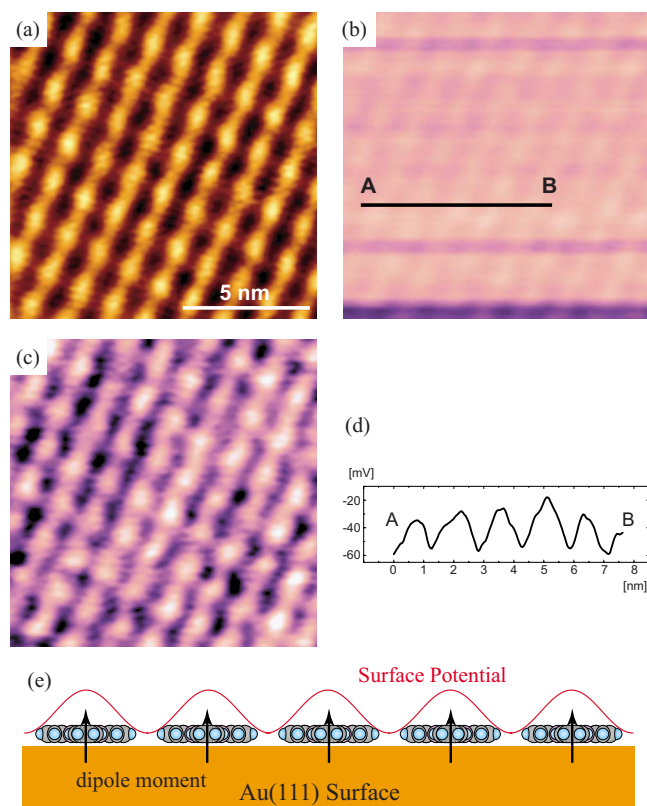 (a)
5 nm
(b)
A B
(c)
(d)
[mV]
-20
-40
-60
A B
0 1 2 3 4 5 6 7 8
[nm]
(e)
Surface Potential
dipole moment
Au(111) Surface